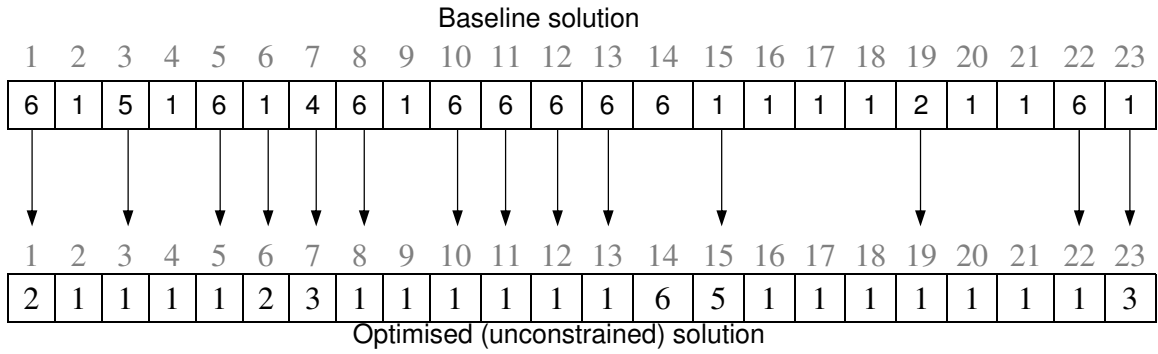 Baseline solution
1 2 3 4 5 6 7 8 9 10 11 12 13 14 15 16 17 18 19 20 21 22 23
6 1 5 1 6 1 4 6 1 6 6 6 6 6 1 1 1 1 2 1 1 6 1
1 2 3 4 5 6 7 8 9 10 11 12 13 14 15 16 17 18 19 20 21 22 23
2 1 1 1 1 2 3 1 1 1 1 1 1 6 5 1 1 1 1 1 1 1 3
Optimised (unconstrained) solution